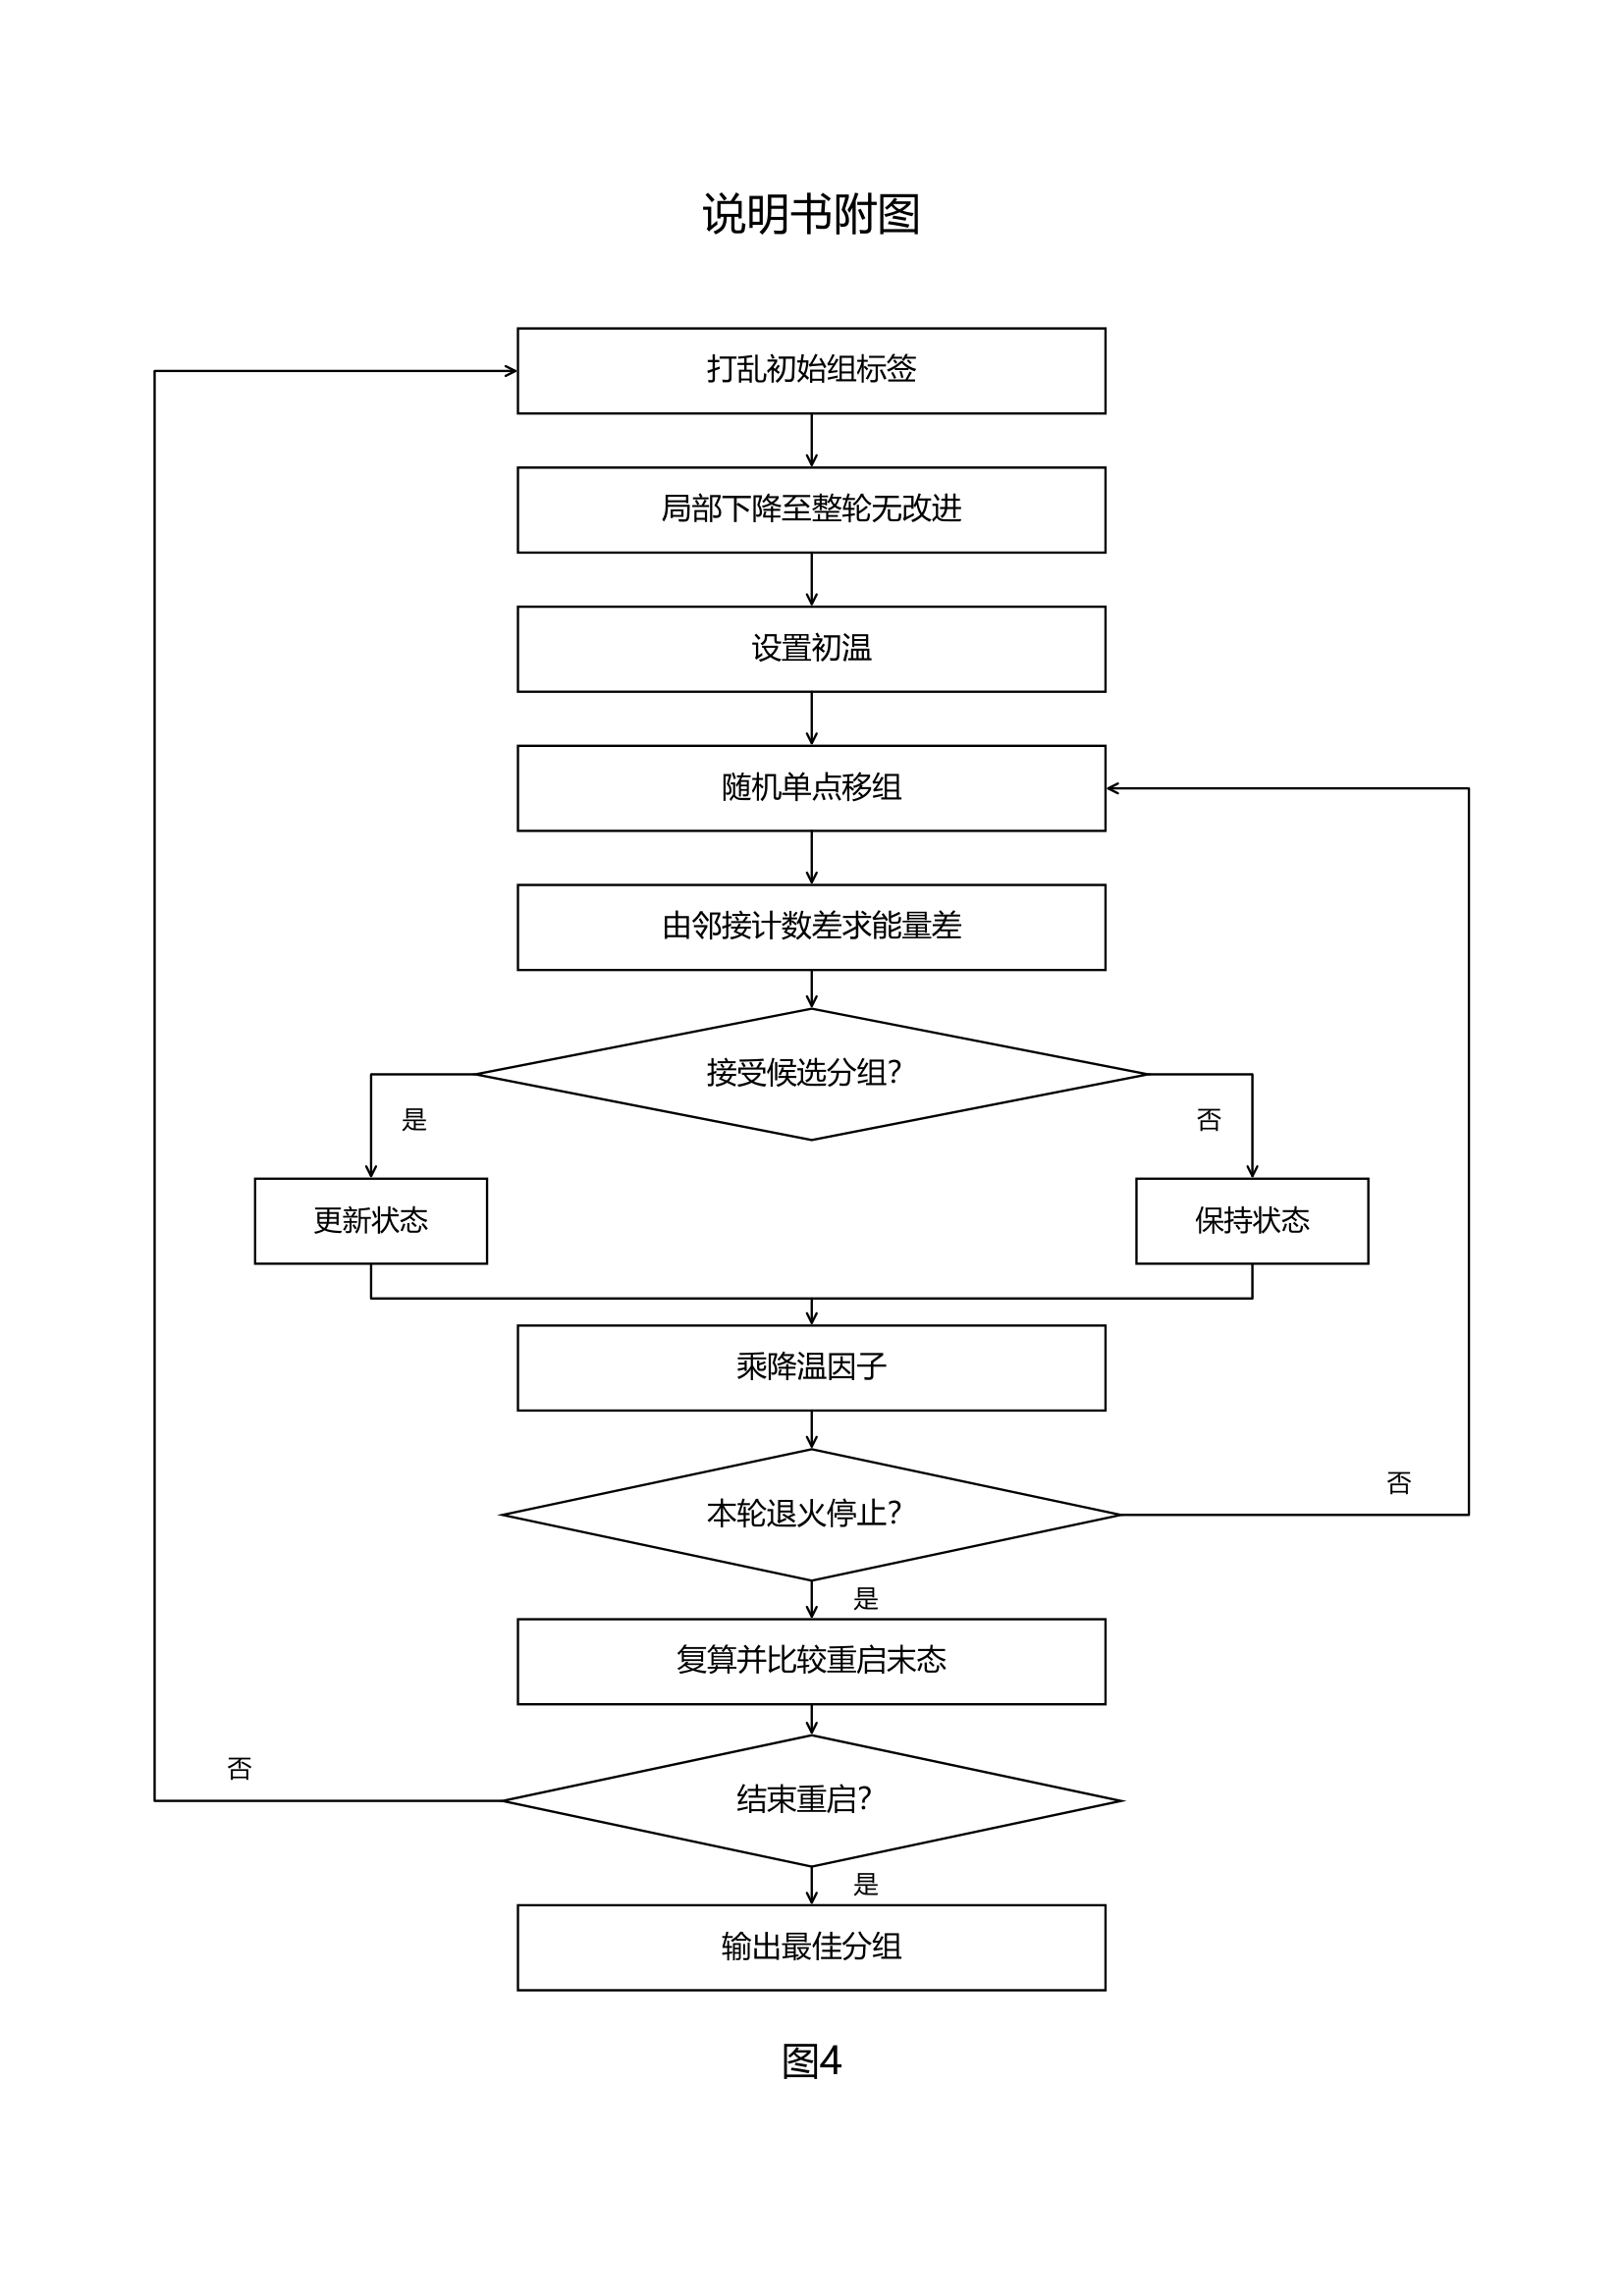 说明书附图
打乱初始组标签
局部下降至整轮无改进
设置初温
随机单点移组
由邻接计数差求能量差
接受候选分组?
是
否
更新状态
保持状态
乘降温因子
本轮退火停止?
否
是
复算并比较重启末态
否
结束重启?
是
输出最佳分组
图4